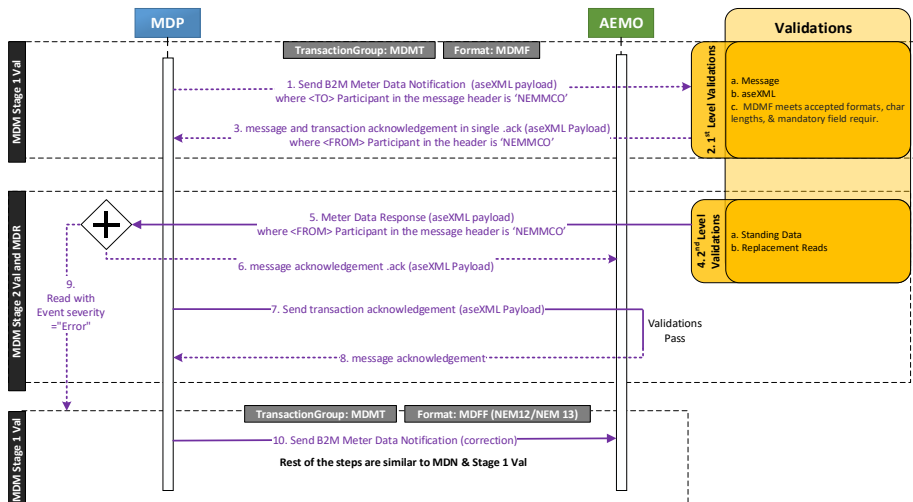 MDP
AEMO
Validations
MDM Stage 1 Val
TransactionGroup: MDMT
Format: MDMF
1. Send B2M Meter Data Notification (aseXML payload)
where <TO> Participant in the message header is ‘NEMMCO’
3. message and transaction acknowledgement in single .ack (aseXML Payload)
where <FROM> Participant in the header is ‘NEMMCO’
2. 1st Level Validations
a. Message
b. aseXML
c. MDMF meets accepted formats, char
lengths, & mandatory field requir.
MDM Stage 2 Val and MDR
5. Meter Data Response (aseXML payload)
where <FROM> Participant in the message header is ‘NEMMCO’
4. 2nd Level
Validations
a. Standing Data
b. Replacement Reads
6. message acknowledgement .ack (aseXML Payload)
9.
Read with
Event severity
="Error"
7. Send transaction acknowledgement (aseXML Payload)
Validations
Pass
8. message acknowledgement
MDM Stage 1 Val
TransactionGroup: MDMT
Format: MDFF (NEM12/NEM 13)
10. Send B2M Meter Data Notification (correction)
Rest of the steps are similar to MDN & Stage 1 Val